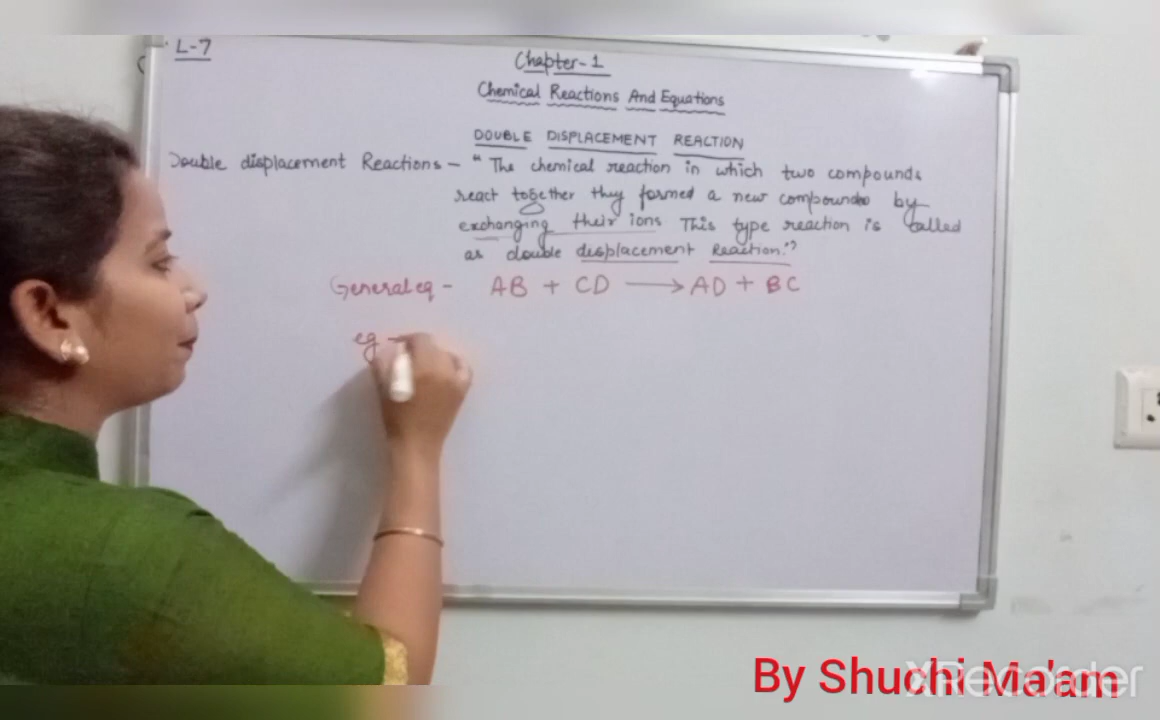 L-7
Chapter-1
Chemical Reactions And Equations
DOUBLE DISPLACEMENT REACTION
Double displacement Reactions - " The chemical reaction in which two compounds
react together they formed a new compounds by
exchanging their ions This type reaction is called
as double displacement Reaction."
General eq - AB + CD ⟶ AD + BC
eg -
By Shuchi Ma'am
XRecorder